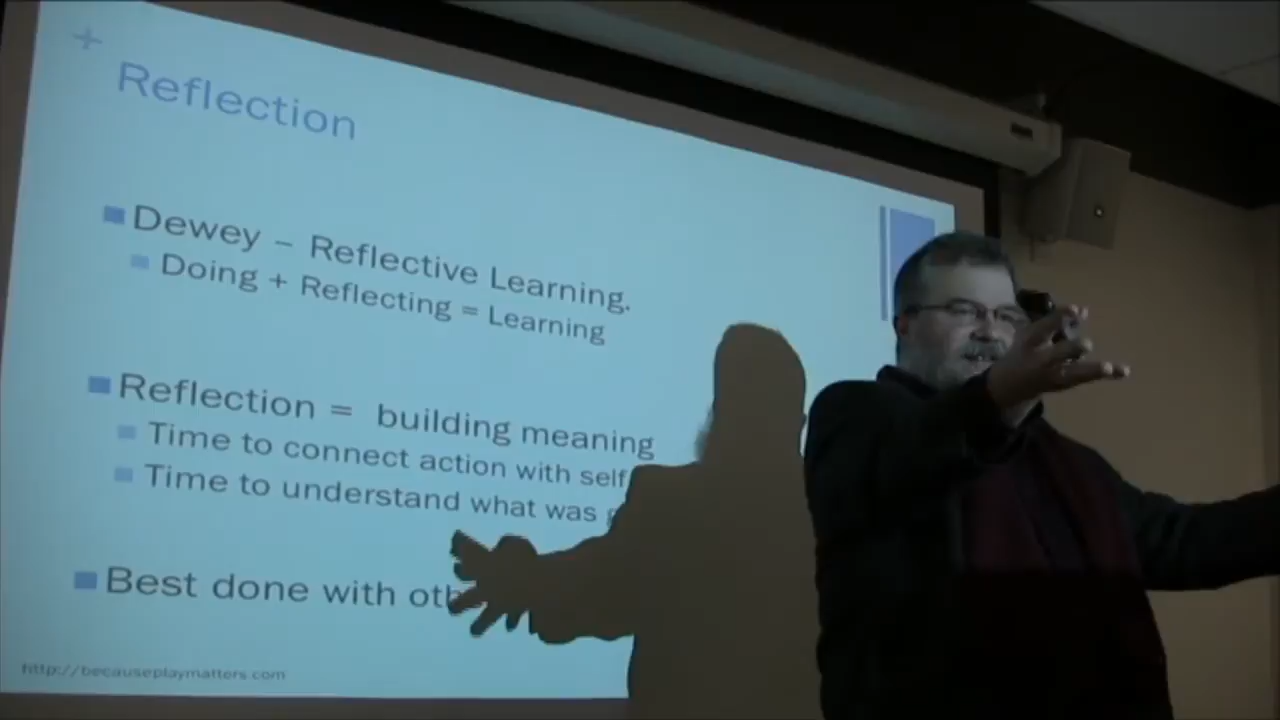 +
Reflection
Dewey – Reflective Learning.
Doing + Reflecting = Learning
Reflection = building meaning
Time to connect action with self
Time to understand what was
Best done with
http://becauseplaymatters.com